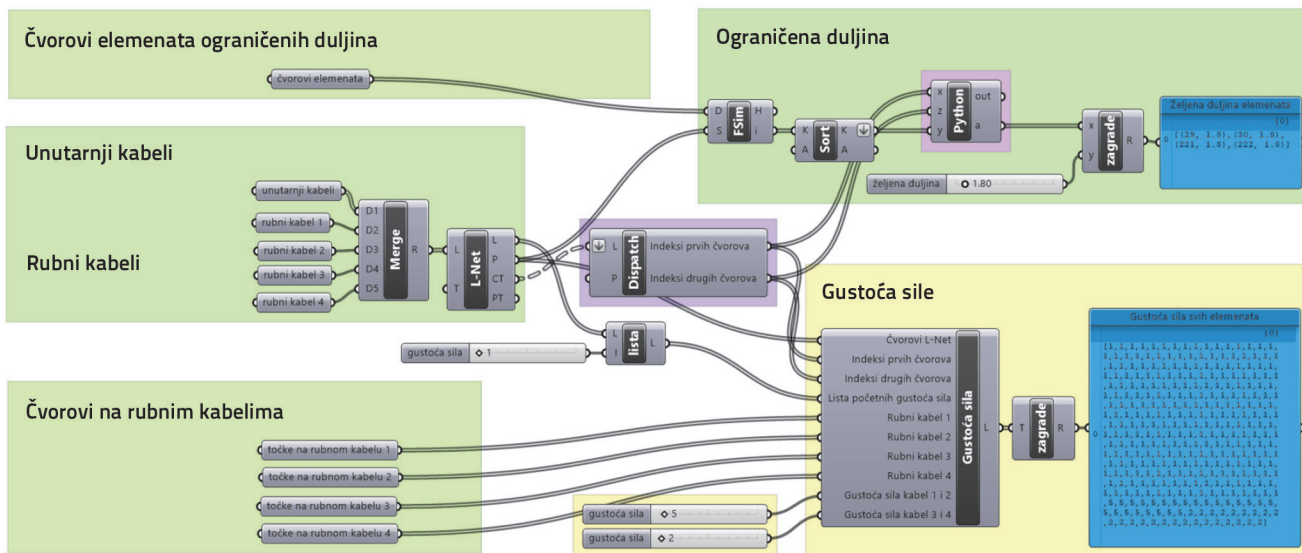 Čvorovi elemenata ograničenih duljina
čvorovi elemenata
Ograničena duljina
D
S
FSim
H
i
K
A
Sort
K
A
x
z
y
Python
out
a
x
y
zagrade
R
željena duljina
1.80
Željena duljina elemenata
{0}
0
[(29, 1.8),(30, 1.8),
(221, 1.8),(222, 1.8)]
Unutarnji kabeli
Rubni kabeli
unutarnji kabeli
rubni kabel 1
rubni kabel 2
rubni kabel 3
rubni kabel 4
D1
D2
D3
D4
D5
Merge
R
L
T
L-Net
L
P
CT
PT
L
P
Dispatch
Indeksi prvih čvorova
Indeksi drugih čvorova
gustoća sila
1
L
I
lista
L
Čvorovi na rubnim kabelima
točke na rubnom kabelu 1
točke na rubnom kabelu 2
točke na rubnom kabelu 3
točke na rubnom kabelu 4
gustoća sila
5
gustoća sila
2
Gustoća sile
Čvorovi L-Net
Indeksi prvih čvorova
Indeksi drugih čvorova
Lista početnih gustoća sila
Rubni kabel 1
Rubni kabel 2
Rubni kabel 3
Rubni kabel 4
Gustoća sila kabel 1 i 2
Gustoća sila kabel 3 i 4
Gustoća sila
L
T
zagrade
R
Gustoća sila svih elemenata
{0}
0